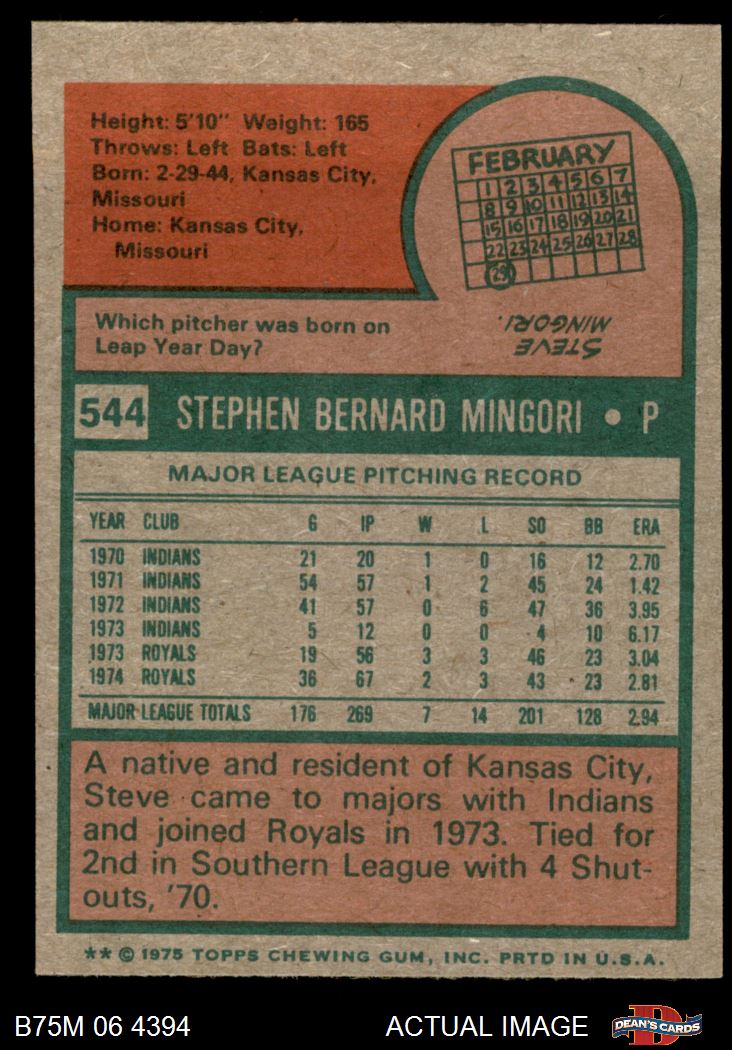 Height: 5'10" Weight: 165
Throws: Left Bats: Left
Born: 2-29-44, Kansas City,
Missouri
Home: Kansas City,
Missouri
FEBRUARY
1 2 3 4 5 6 7
8 9 10 11 12 13 14
15 16 17 18 19 20 21
22 23 24 25 26 27 28
29
Which pitcher was born on
Leap Year Day?
STEVE
MINGORI.
544 STEPHEN BERNARD MINGORI • P
MAJOR LEAGUE PITCHING RECORD
YEAR CLUB G IP W L SO BB ERA
1970 INDIANS 21 20 1 0 16 12 2.70
1971 INDIANS 54 57 1 2 45 24 1.42
1972 INDIANS 41 57 0 6 47 36 3.95
1973 INDIANS 5 12 0 0 4 10 6.17
1973 ROYALS 19 56 3 3 46 23 3.04
1974 ROYALS 36 67 2 3 43 23 2.81
MAJOR LEAGUE TOTALS 176 269 7 14 201 128 2.94
A native and resident of Kansas City,
Steve came to majors with Indians
and joined Royals in 1973. Tied for
2nd in Southern League with 4 Shut-
outs, '70.
** © 1975 TOPPS CHEWING GUM, INC. PRTD IN U.S.A.
B75M 06 4394 ACTUAL IMAGE D DEAN'S CARDS